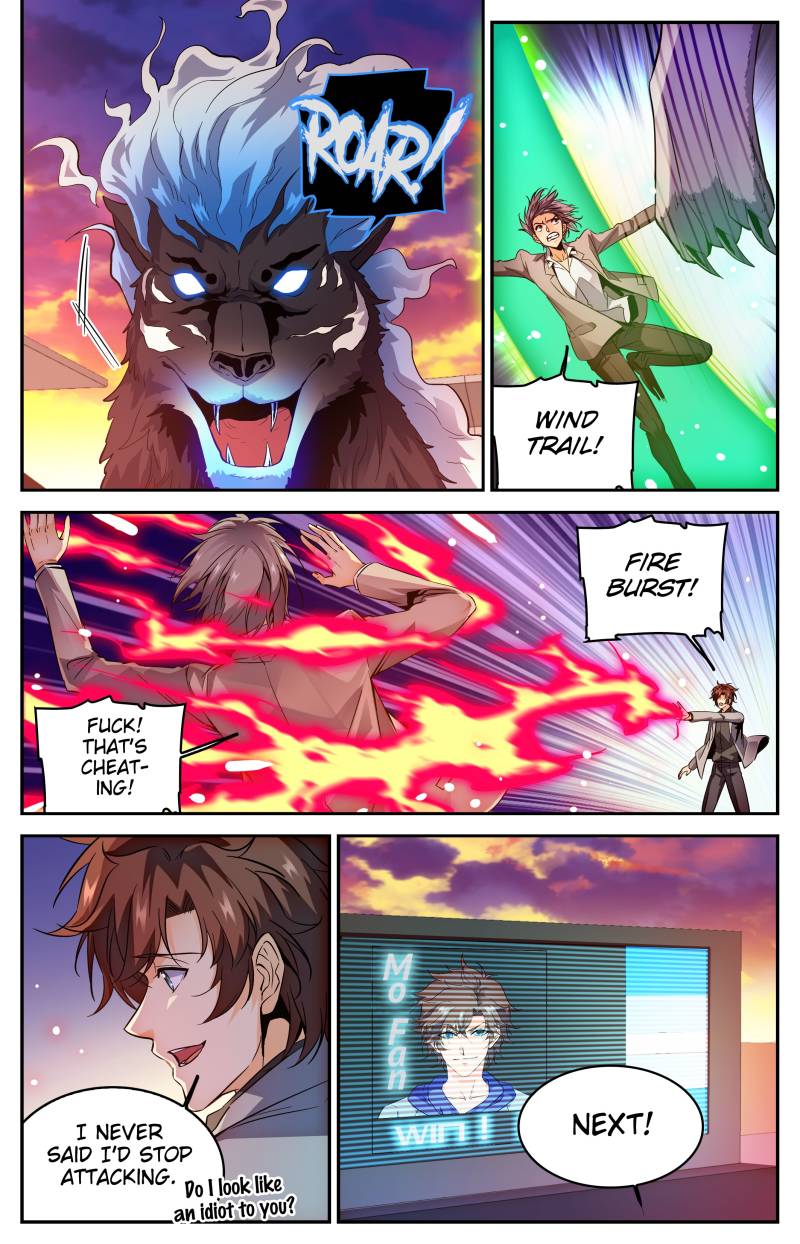 ROAR!
WIND
TRAIL!
FIRE
BURST!
FUCK!
THAT'S
CHEAT-
ING!
I NEVER
SAID I'D STOP
ATTACKING.
Do I look like
an idiot to you?
Mo Fan
win!
NEXT!